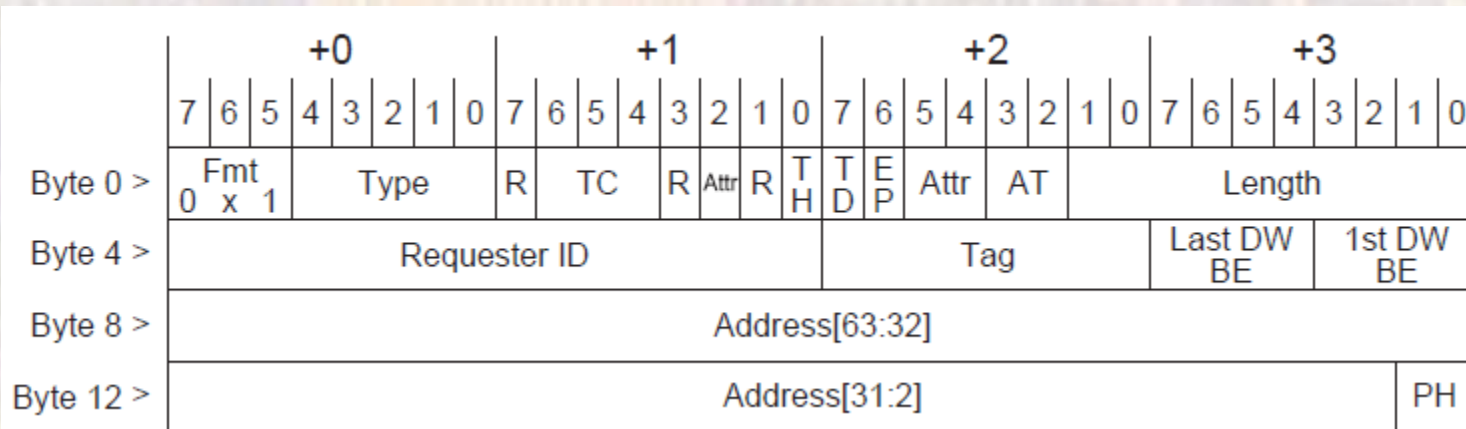 +0 +1 +2 +3
7 6 5 4 3 2 1 0 7 6 5 4 3 2 1 0 7 6 5 4 3 2 1 0 7 6 5 4 3 2 1 0
Byte 0 > Fmt 0 x 1 Type R TC R Attr R TH TD EP Attr AT Length
Byte 4 > Requester ID Tag Last DW BE 1st DW BE
Byte 8 > Address[63:32]
Byte 12 > Address[31:2] PH